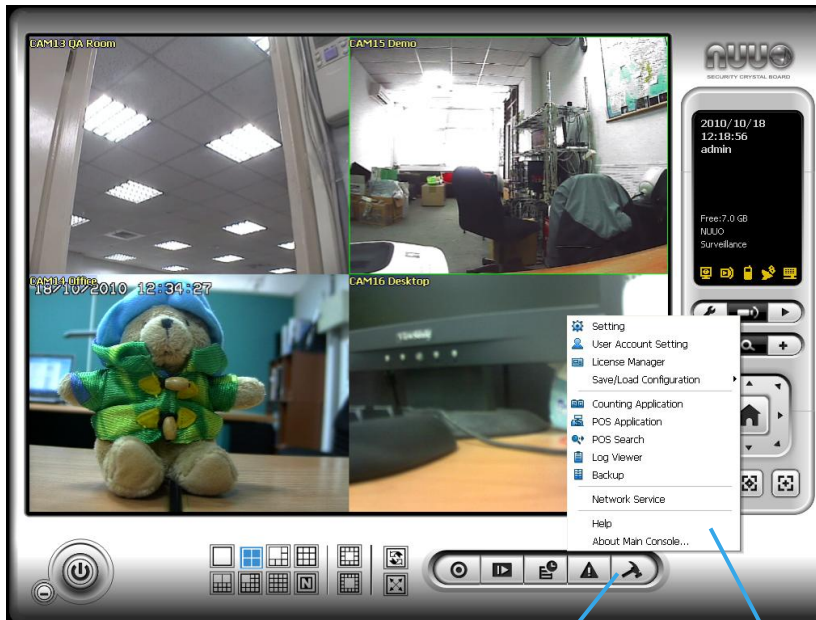 CAM13 QA Room
CAM15 Demo
NUUO
SECURITY CRYSTAL BOARD
2010/10/18
12:18:56
admin
Free:7.0 GB
NUUO
Surveillance
CAM14 Office
18/10/2010 12:34:27
CAM16 Desktop
ViewSonic
Setting
User Account Setting
License Manager
Save/Load Configuration
Counting Application
POS Application
POS Search
Log Viewer
Backup
Network Service
Help
About Main Console...
N